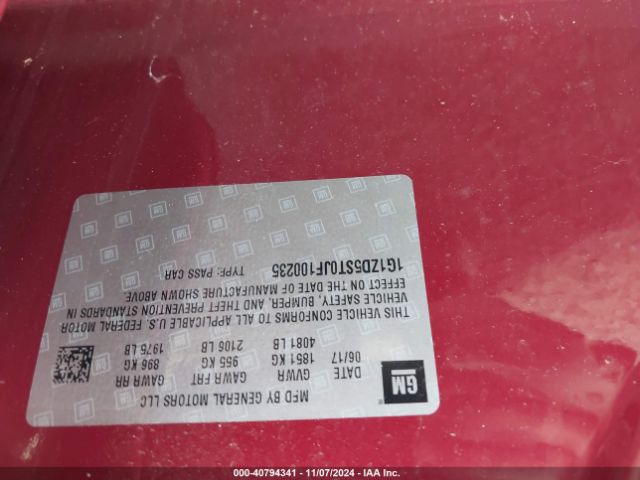 MFD BY GENERAL MOTORS LLC
GM
DATE GVWR GAWR FRT GAWR RR
06/17 1851 KG 955 KG 896 KG
4081 LB 2106 LB 1975 LB
THIS VEHICLE CONFORMS TO ALL APPLICABLE U.S. FEDERAL MOTOR
VEHICLE SAFETY, BUMPER, AND THEFT PREVENTION STANDARDS IN
EFFECT ON THE DATE OF MANUFACTURE SHOWN ABOVE.
1G1ZD5ST0JF100235 TYPE: PASS CAR
000-40794341 | 11/07/2024 | IAA Inc.